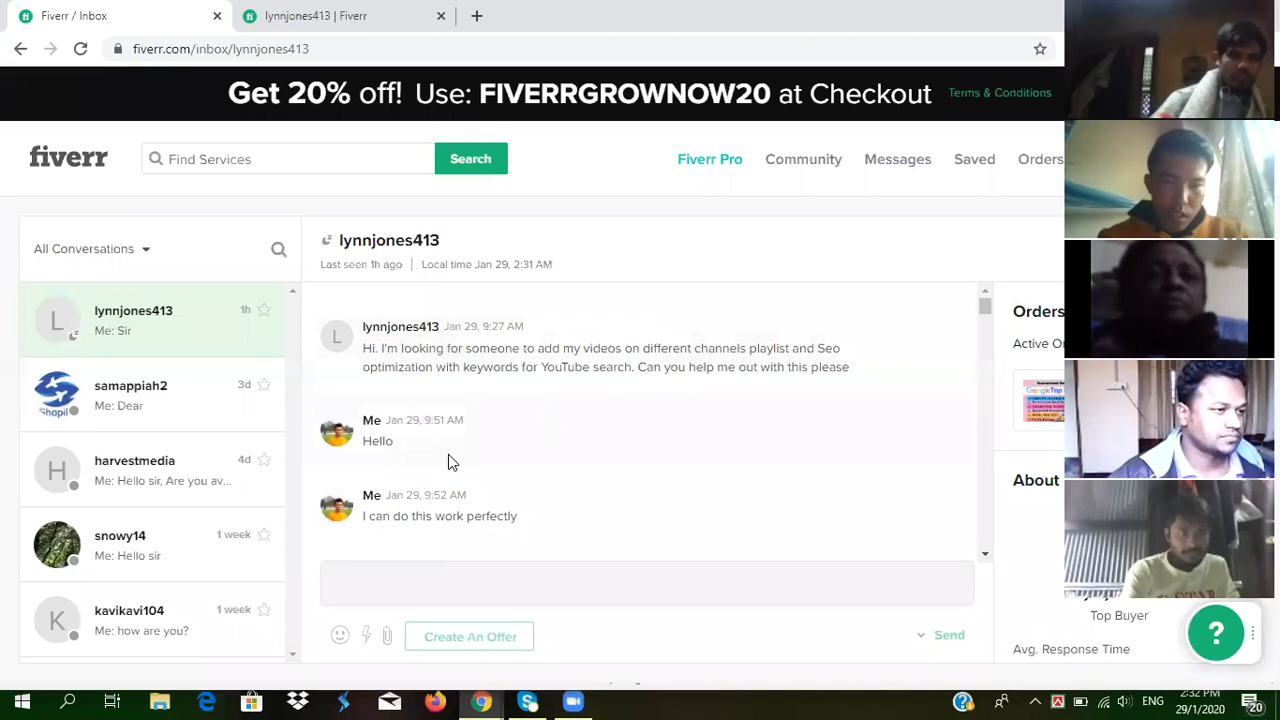 Fiverr / Inbox
lynnjones413 | Fiverr
fiverr.com/inbox/lynnjones413
Get 20% off! Use: FIVERRGROWNOW20 at Checkout
Terms & Conditions
fiverr
Find Services
Search
Fiverr Pro
Community
Messages
Saved
Orders
All Conversations
lynnjones413
Last seen 1h ago | Local time Jan 29, 2:31 AM
L
lynnjones413
1h
Me: Sir
Shopil
samappiah2
3d
Me: Dear
H
harvestmedia
4d
Me: Hello sir, Are you av...
snowy14
1 week
Me: Hello sir
K
kavikavi104
1 week
Me: how are you?
L
lynnjones413 Jan 29, 9:27 AM
Hi. I'm looking for someone to add my videos on different channels playlist and Seo
optimization with keywords for YouTube search. Can you help me out with this please
Me Jan 29, 9:51 AM
Hello
Me Jan 29, 9:52 AM
I can do this work perfectly
Create An Offer
Send
Orders
Active Or
Google Top
About
Top Buyer
Avg. Response Time
?
ENG
2:32 PM
29/1/2020
20